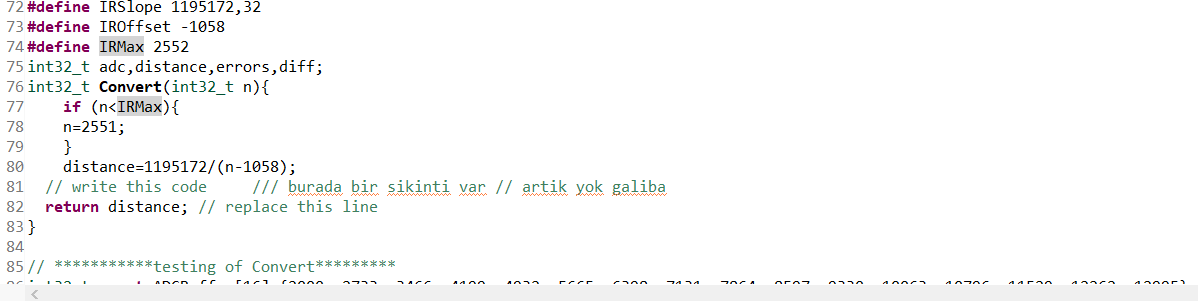 72 #define IRSlope 1195172,32
73 #define IROffset -1058
74 #define IRMax 2552
75 int32_t adc,distance,errors,diff;
76 int32_t Convert(int32_t n){
77 if (n<IRMax){
78 n=2551;
79 }
80 distance=1195172/(n-1058);
81 // write this code /// burada bir sikinti var // artik yok galiba
82 return distance; // replace this line
83 }
84
85 // ***********testing of Convert*********